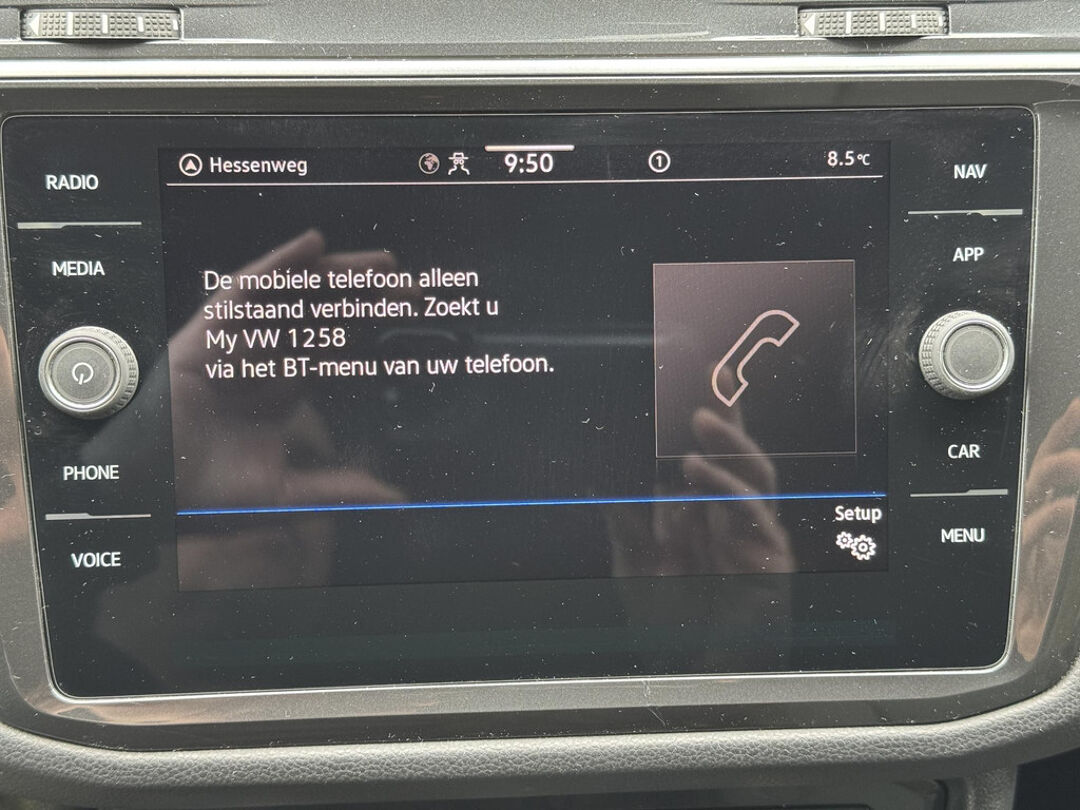 Hessenweg 9:50 1 8.5°C
RADIO
NAV
MEDIA
APP
De mobiele telefoon alleen
stilstaand verbinden. Zoekt u
My VW 1258
via het BT-menu van uw telefoon.
PHONE
CAR
Setup
VOICE
MENU